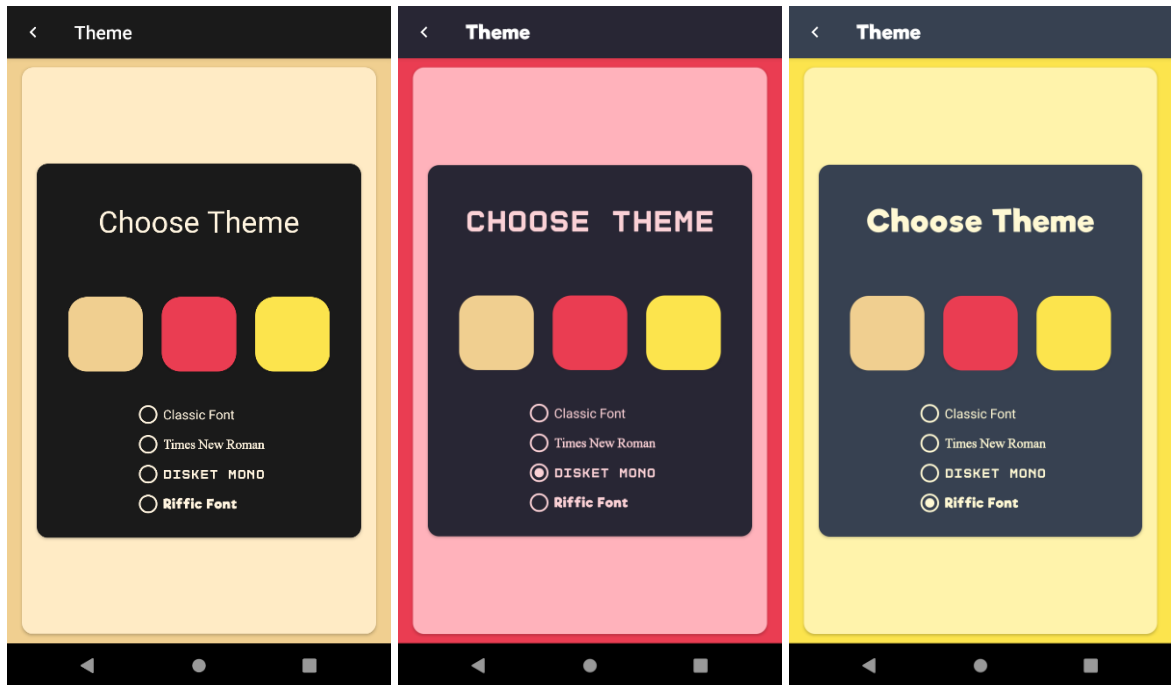 Theme
Choose Theme
Classic Font
Times New Roman
DISKET MONO
Riffic Font
Theme
CHOOSE THEME
Classic Font
Times New Roman
DISKET MONO
Riffic Font
Theme
Choose Theme
Classic Font
Times New Roman
DISKET MONO
Riffic Font